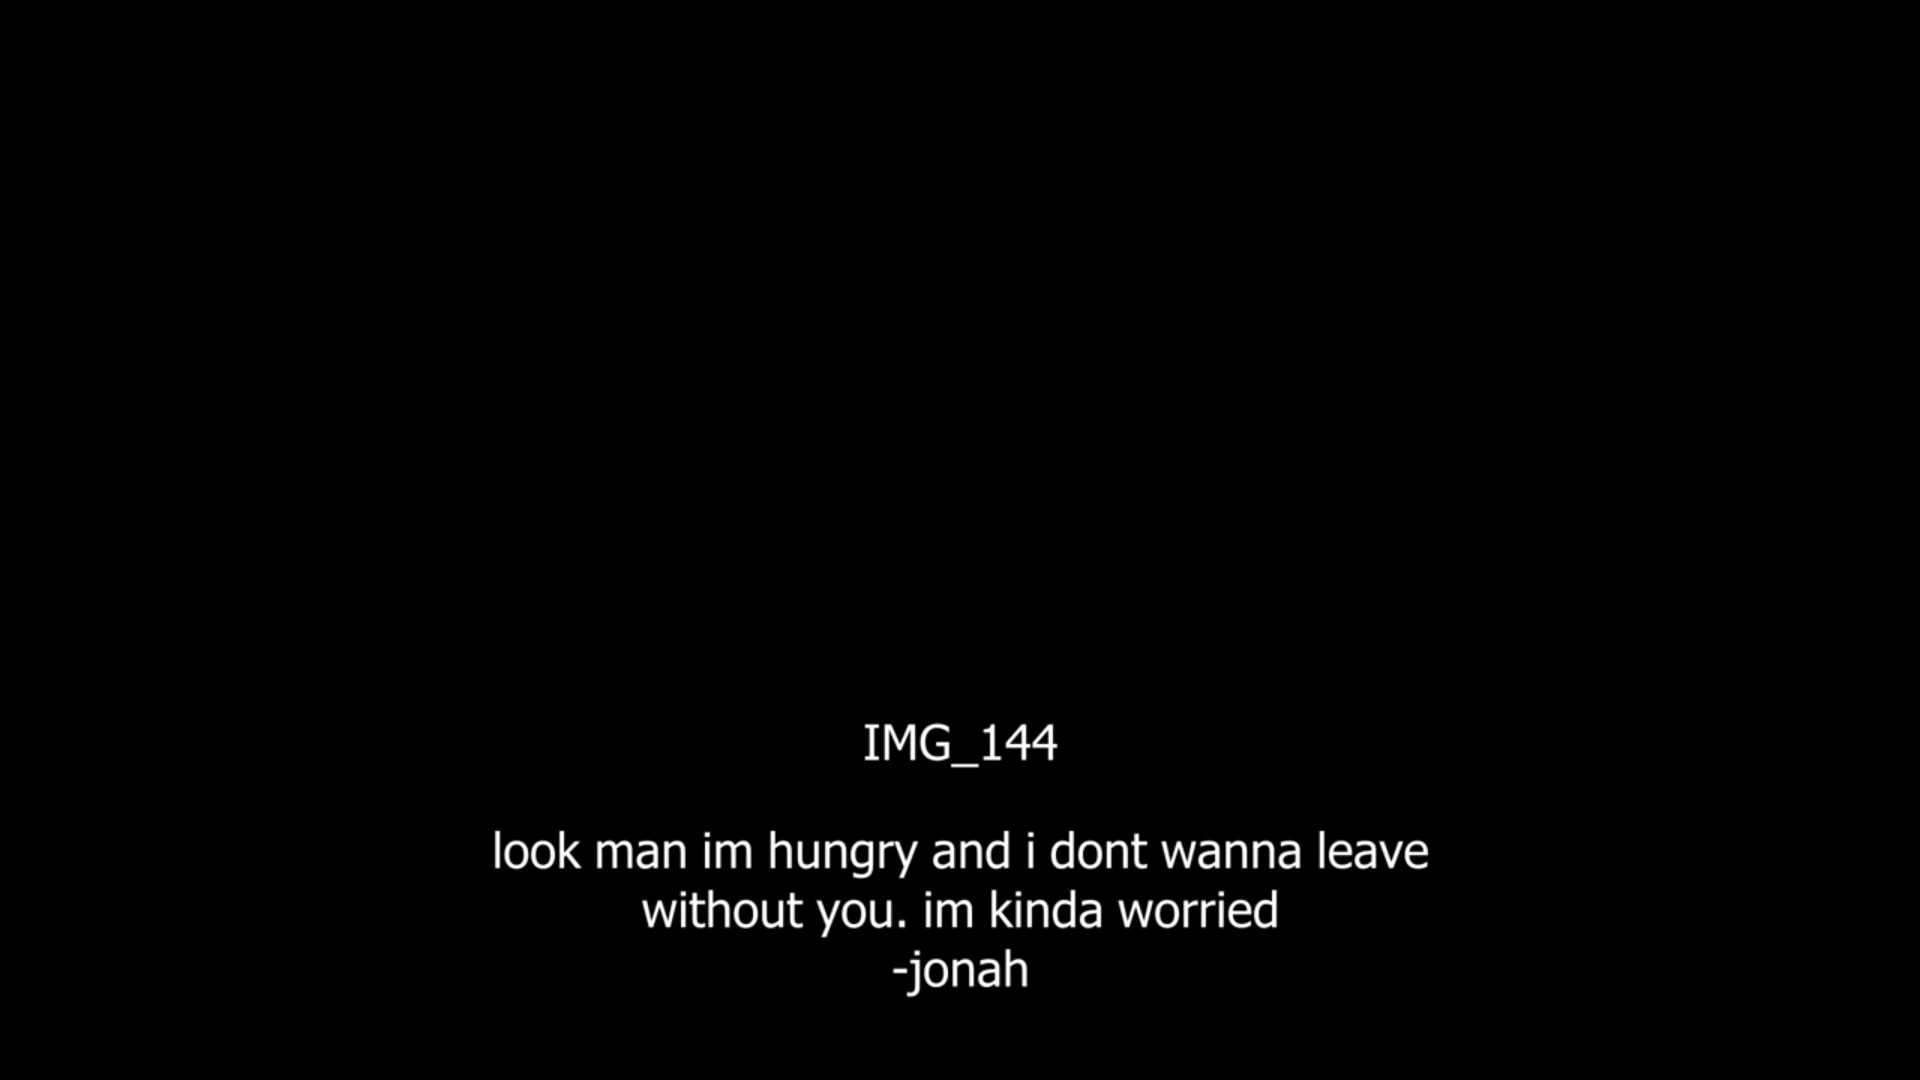 IMG_144
look man im hungry and i dont wanna leave
without you. im kinda worried
-jonah